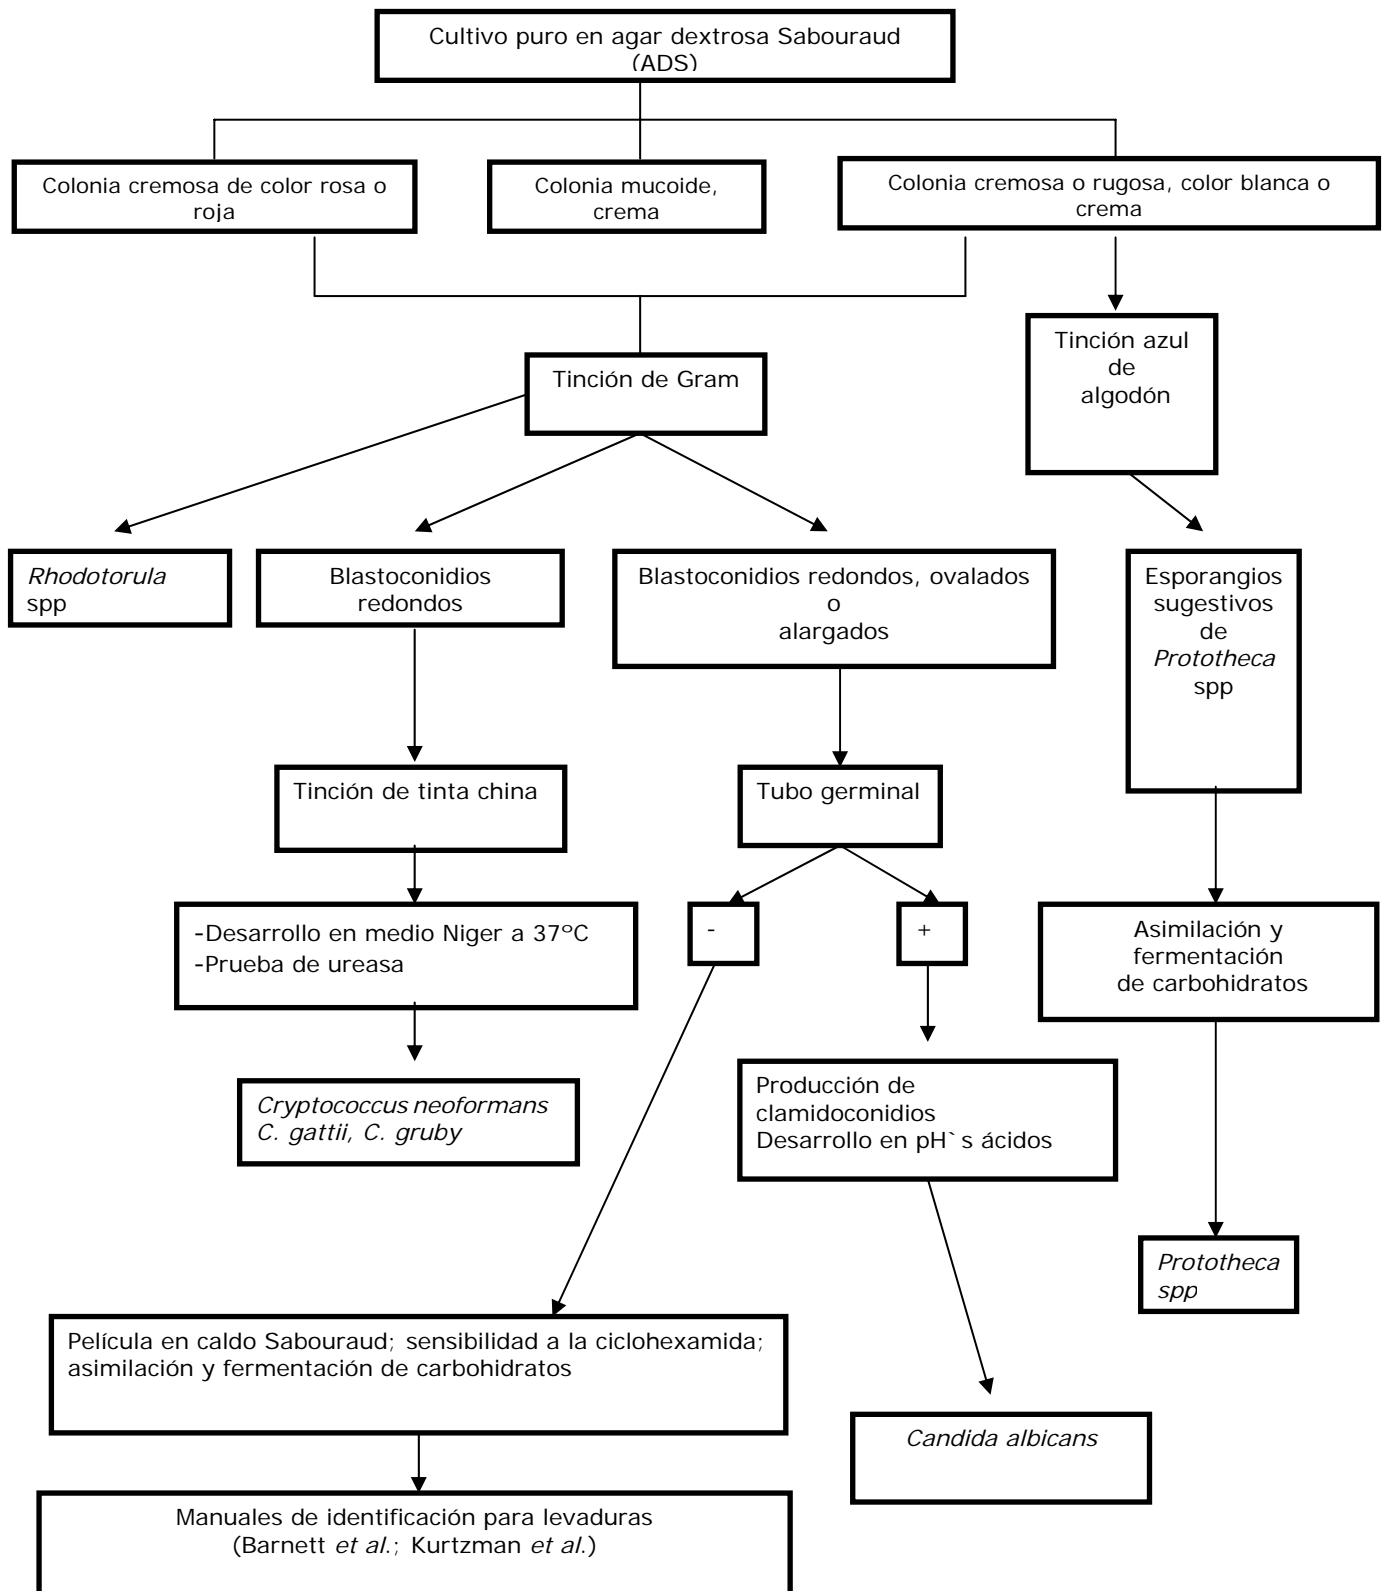 Cultivo puro en agar dextrosa Sabouraud
(ADS)
Colonia cremosa de color rosa o
roja
Colonia mucoide,
crema
Colonia cremosa o rugosa, color blanca o
crema
Tinción de Gram
Tinción azul
de
algodón
Rhodotorula
spp
Blastoconidios
redondos
Blastoconidios redondos, ovalados
o
alargados
Esporangios
sugestivos
de
Prototheca
spp
Tinción de tinta china
Tubo germinal
-Desarrollo en medio Niger a 37ºC
-Prueba de ureasa
-
+
Asimilación y
fermentación
de carbohidratos
Cryptococcus neoformans
C. gattii, C. gruby
Producción de
clamidoconidios
Desarrollo en pH`s ácidos
Prototheca
spp
Película en caldo Sabouraud; sensibilidad a la ciclohexamida;
asimilación y fermentación de carbohidratos
Candida albicans
Manuales de identificación para levaduras
(Barnett et al.; Kurtzman et al.)